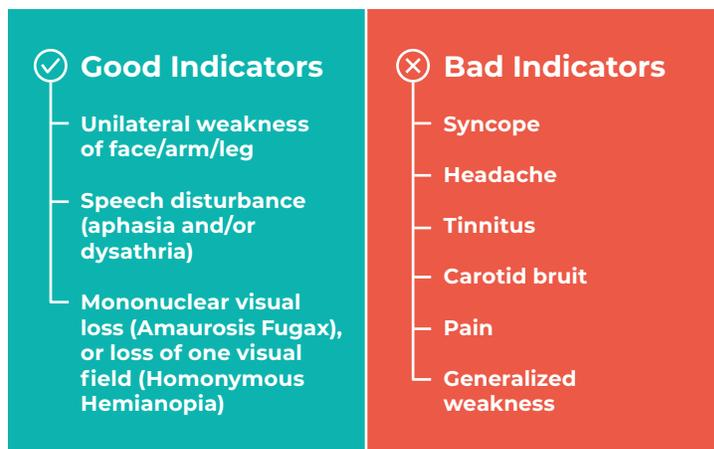 Good Indicators
Unilateral weakness
of face/arm/leg
Speech disturbance
(aphasia and/or
dysathria)
Mononuclear visual
loss (Amaurosis Fugax),
or loss of one visual
field (Homonymous
Hemianopia)
Bad Indicators
Syncope
Headache
Tinnitus
Carotid bruit
Pain
Generalized
weakness